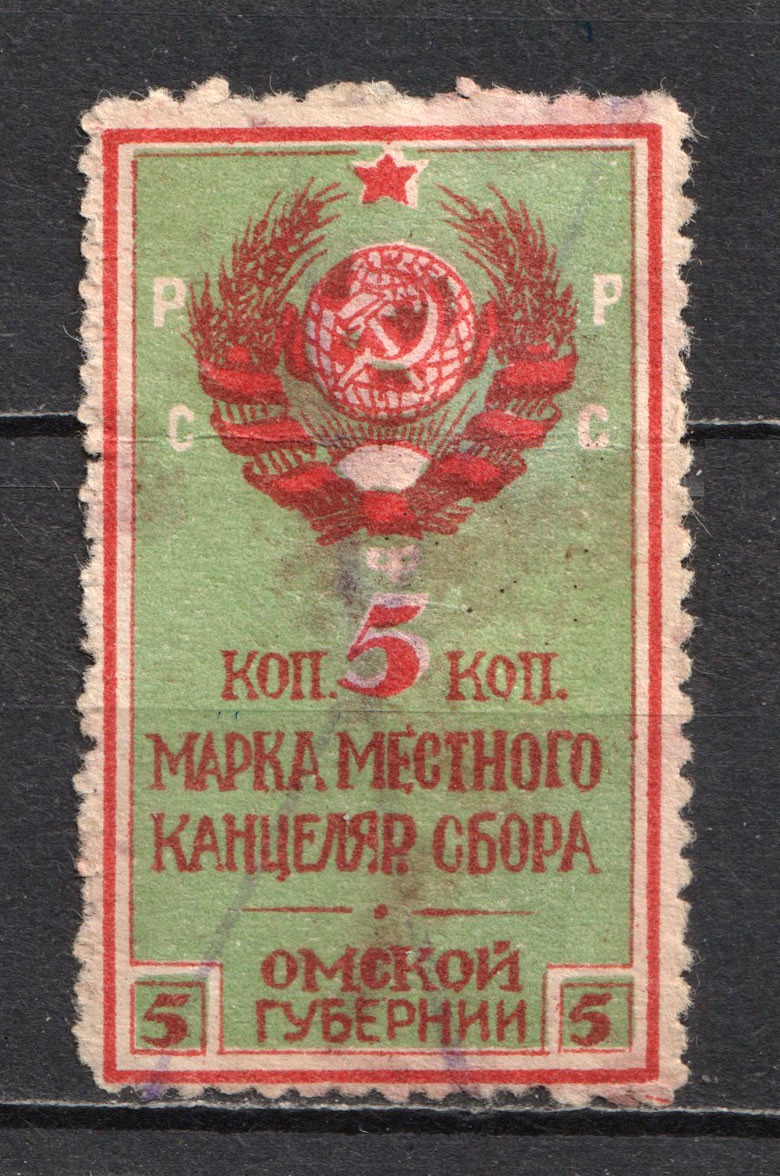 Р Р
С С
Ф
КОП. 5 КОП.
МАРКА МЕСТНОГО
КАНЦЕЛЯР. СБОРА
ОМСКОЙ
ГУБЕРНИИ
5 5